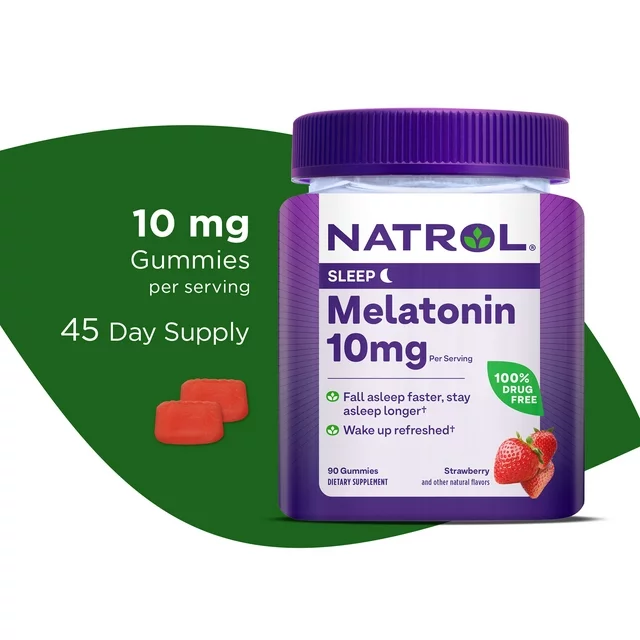 10 mg
Gummies
per serving
45 Day Supply
NATROL®
SLEEP
Melatonin
10mg Per Serving
100%
DRUG
FREE
Fall asleep faster, stay
asleep longer†
Wake up refreshed†
90 Gummies
DIETARY SUPPLEMENT
Strawberry
and other natural flavors